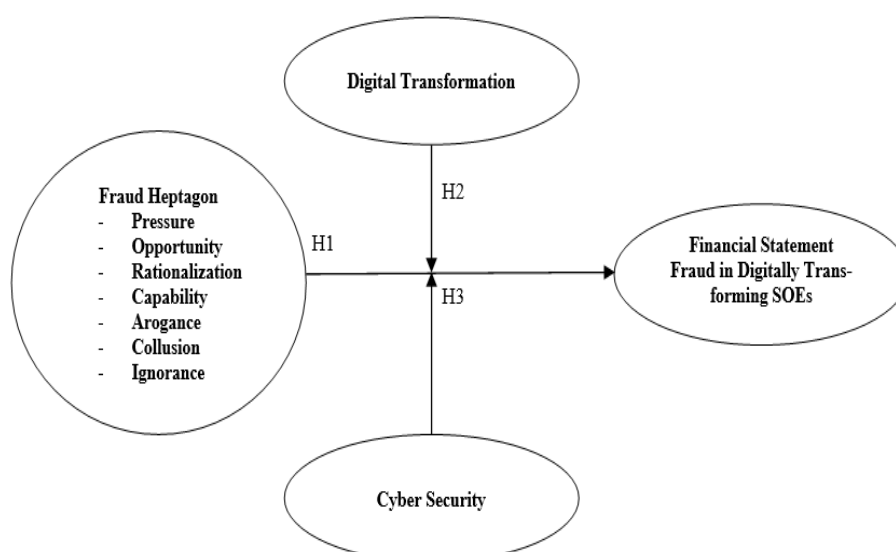 Digital Transformation
H2
Fraud Heptagon
- Pressure
- Opportunity
- Rationalization
- Capability
- Arogance
- Collusion
- Ignorance
H1
Financial Statement
Fraud in Digitally Trans-
forming SOEs
H3
Cyber Security